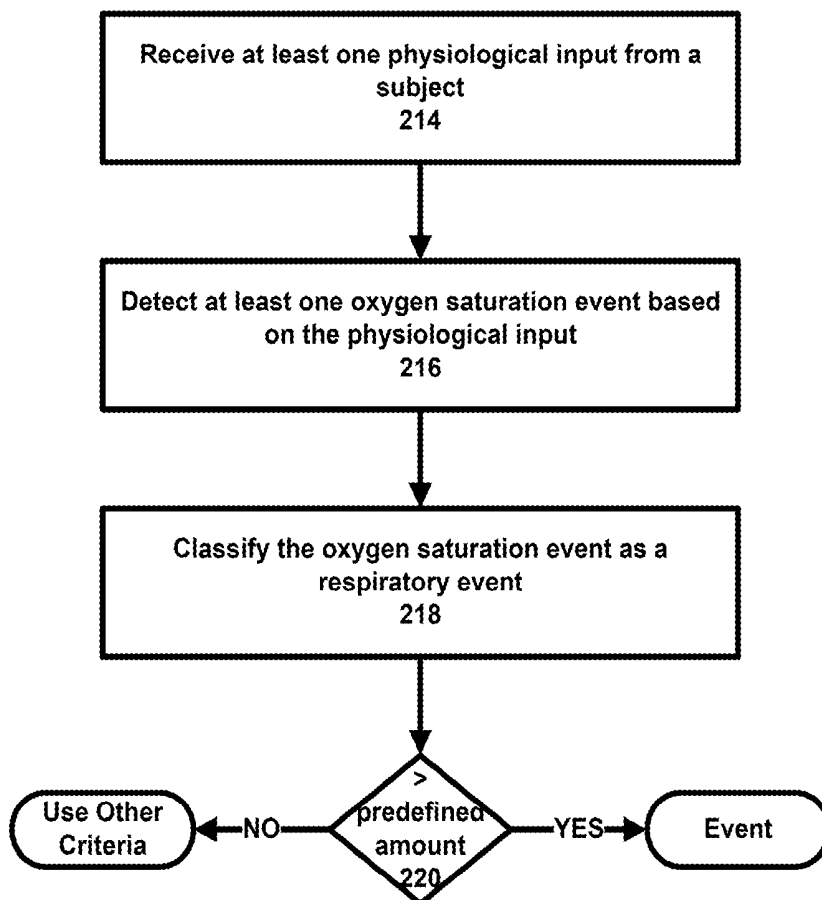 Receive at least one physiological input from a
subject
214
Detect at least one oxygen saturation event based
on the physiological input
216
Classify the oxygen saturation event as a
respiratory event
218
>
predefined
amount
220
Use Other
Criteria
NO
YES
Event